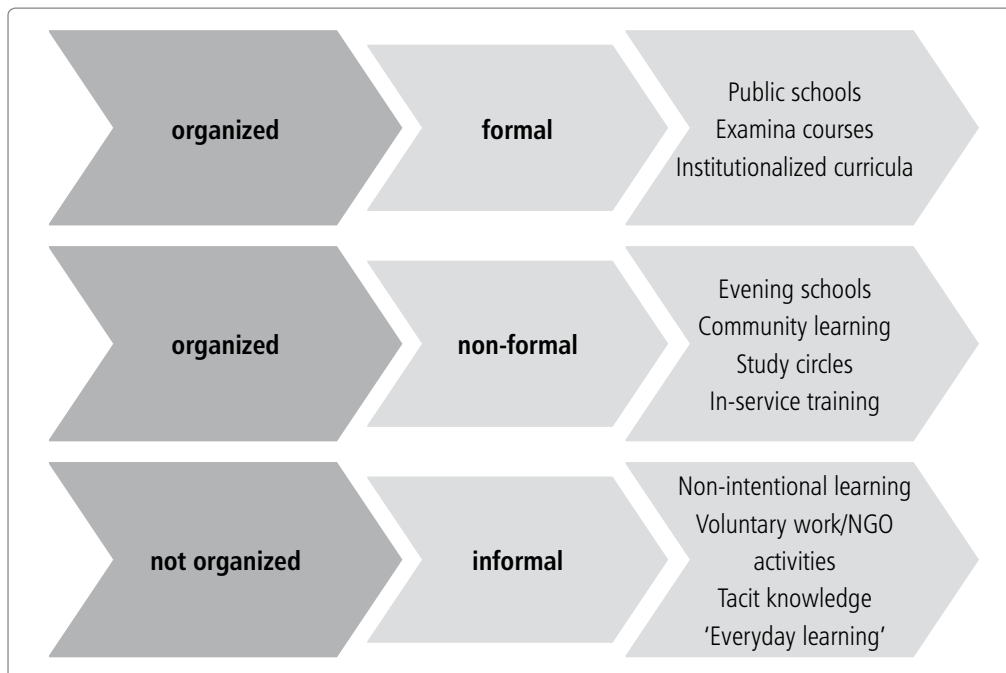 organized
formal
Public schools
Examina courses
Institutionalized curricula
organized
non-formal
Evening schools
Community learning
Study circles
In-service training
not organized
informal
Non-intentional learning
Voluntary work/NGO
activities
Tacit knowledge
‘Everyday learning’